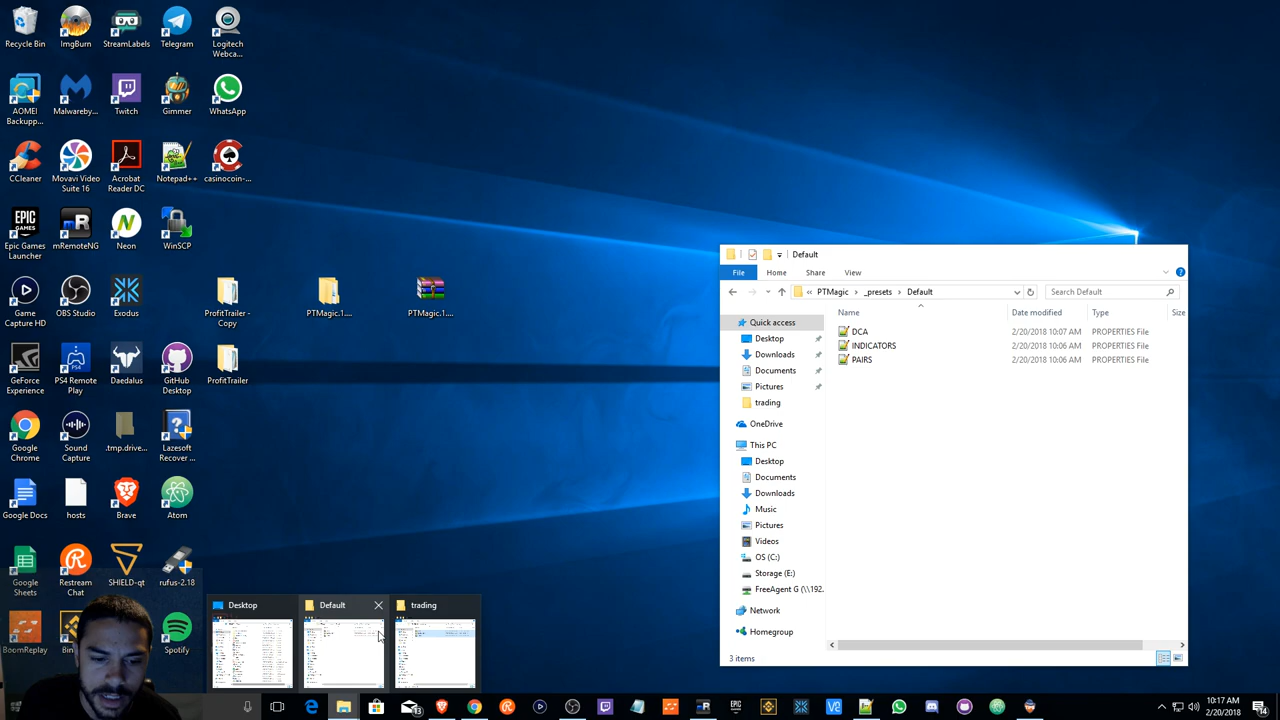 Recycle Bin
ImgBurn
StreamLabels
Telegram
Logitech
Webca...
AOMEI
Backupp...
Malwareby...
Twitch
Gimmer
WhatsApp
CCleaner
Movavi Video
Suite 16
Acrobat
Reader DC
Notepad++
casinocoin-...
Epic Games
Launcher
mRemoteNG
Neon
WinSCP
Game
Capture HD
OBS Studio
Exodus
ProfitTrailer -
Copy
PTMagic.1....
PTMagic.1....
GeForce
Experience
PS4 Remote
Play
Daedalus
GitHub
Desktop
ProfitTrailer
Google
Chrome
Sound
Capture
.tmp.drive...
Lazesoft
Recover ...
Google Docs
hosts
Brave
Atom
Google
Sheets
Restream
Chat
SHIELD-qt
rufus-2.18
BoomReplay
Bin
Spotify
Default
File
Home
Share
View
PTMagic
_presets
Default
Search Default
Name
Date modified
Type
Size
Quick access
Desktop
Downloads
Documents
Pictures
trading
OneDrive
This PC
Desktop
Documents
Downloads
Music
Pictures
Videos
OS (C:)
Storage (E:)
FreeAgent G (\\192.
Network
Homegroup
DCA 2/20/2018 10:07 AM PROPERTIES File
INDICATORS 2/20/2018 10:06 AM PROPERTIES File
PAIRS 2/20/2018 10:06 AM PROPERTIES File
3 items
Desktop
Default
trading
10:17 AM
2/20/2018